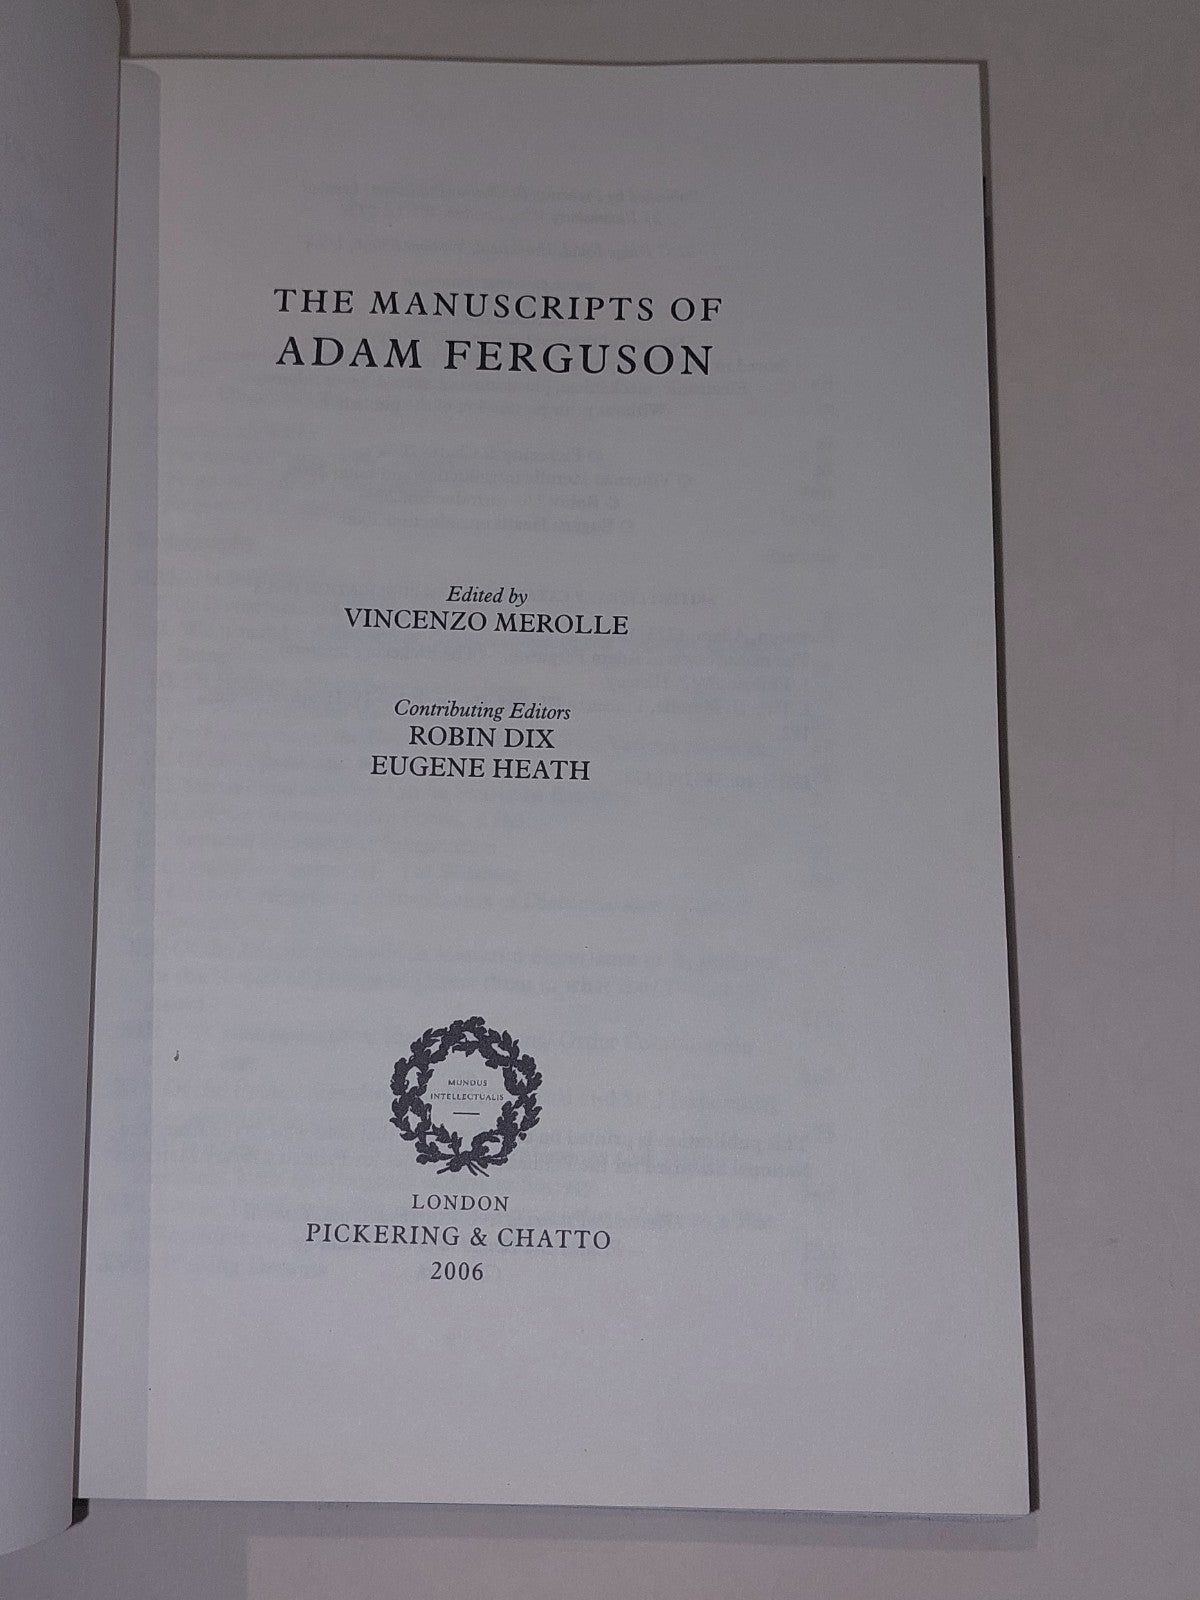 THE MANUSCRIPTS OF
ADAM FERGUSON
Edited by
VINCENZO MEROLLE
Contributing Editors
ROBIN DIX
EUGENE HEATH
MUNDUS
INTELLECTUALIS
LONDON
PICKERING & CHATTO
2006